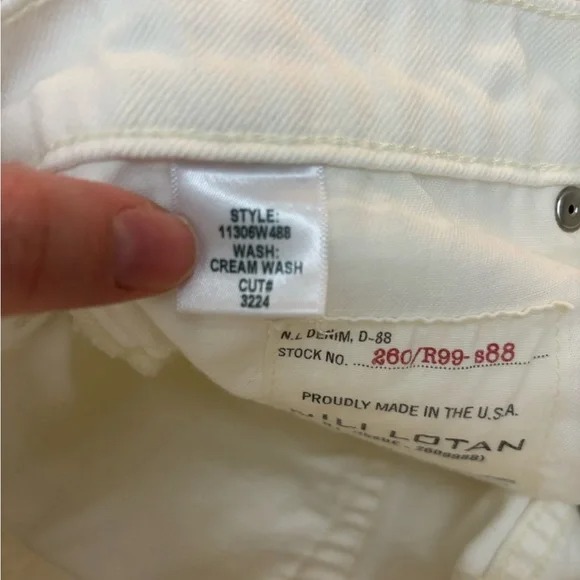 STYLE:
11306W488
WASH:
CREAM WASH
CUT#
3224
N.L DENIM, D-88
STOCK NO. 260/R99-s88
PROUDLY MADE IN THE U.S.A.
NILI LOTAN